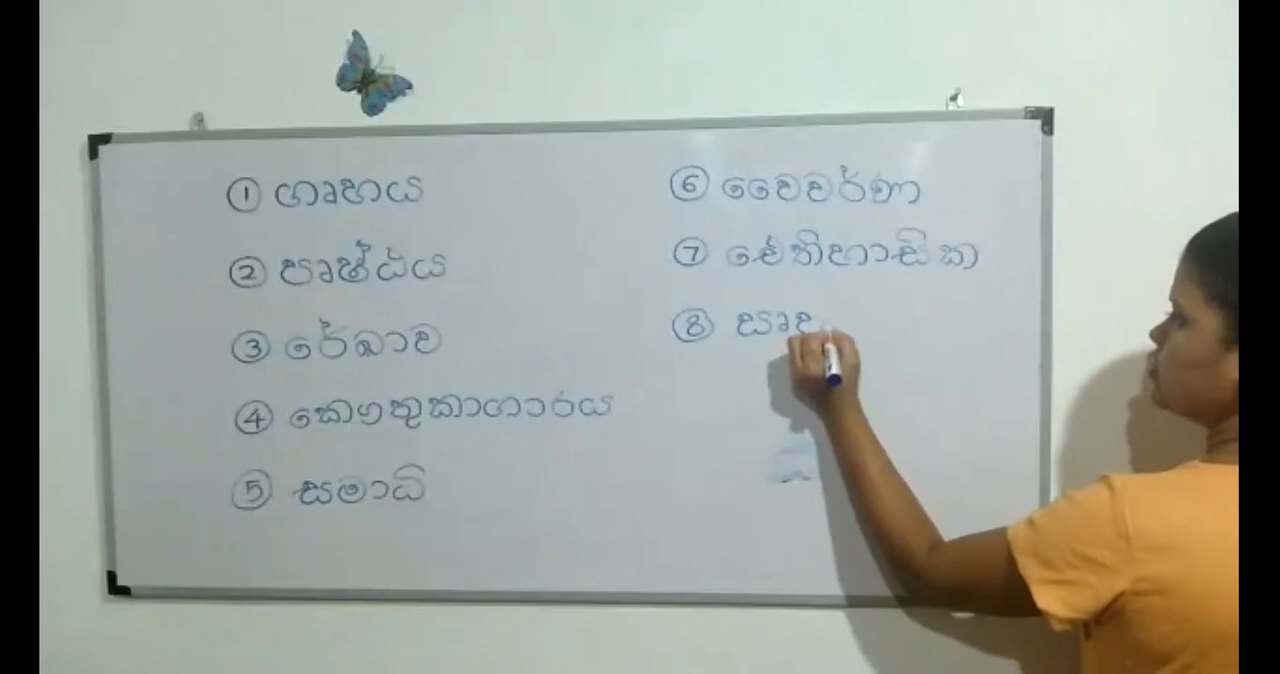 ① ගෘහය
② පෘෂ්ඨය
③ රේඛාව
④ කෞතුකාගාරය
⑤ සමාධි
⑥ වෛවර්ණා
⑦ ඓතිහාසික
⑧ සෘද